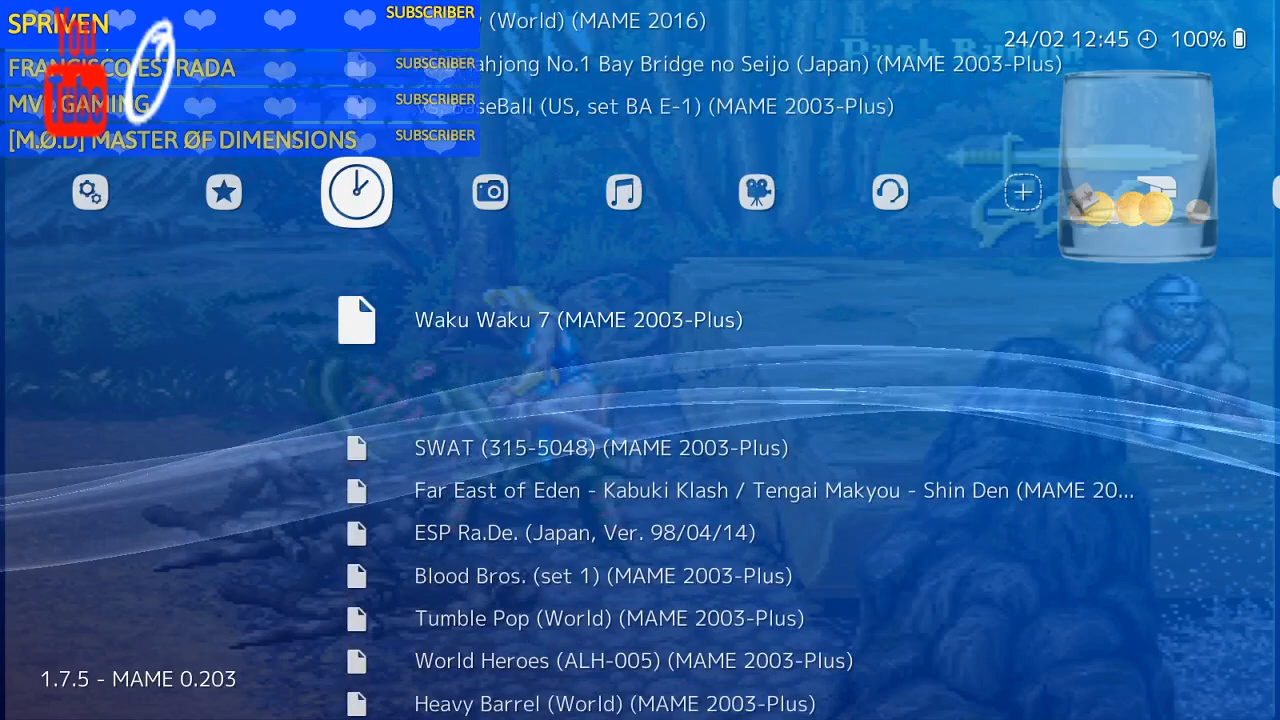 SPRIVEN
SUBSCRIBER
FRANCISCO ESTRADA
SUBSCRIBER
MVL GAMING
SUBSCRIBER
[M.Ø.D] MASTER ØF DIMENSIONS
SUBSCRIBER
YOU
TUBO
(World) (MAME 2016)
24/02 12:45 100%
ahjong No.1 Bay Bridge no Seijo (Japan) (MAME 2003-Plus)
BaseBall (US, set BA E-1) (MAME 2003-Plus)
Waku Waku 7 (MAME 2003-Plus)
SWAT (315-5048) (MAME 2003-Plus)
Far East of Eden - Kabuki Klash / Tengai Makyou - Shin Den (MAME 20...
ESP Ra.De. (Japan, Ver. 98/04/14)
Blood Bros. (set 1) (MAME 2003-Plus)
Tumble Pop (World) (MAME 2003-Plus)
World Heroes (ALH-005) (MAME 2003-Plus)
Heavy Barrel (World) (MAME 2003-Plus)
1.7.5 - MAME 0.203